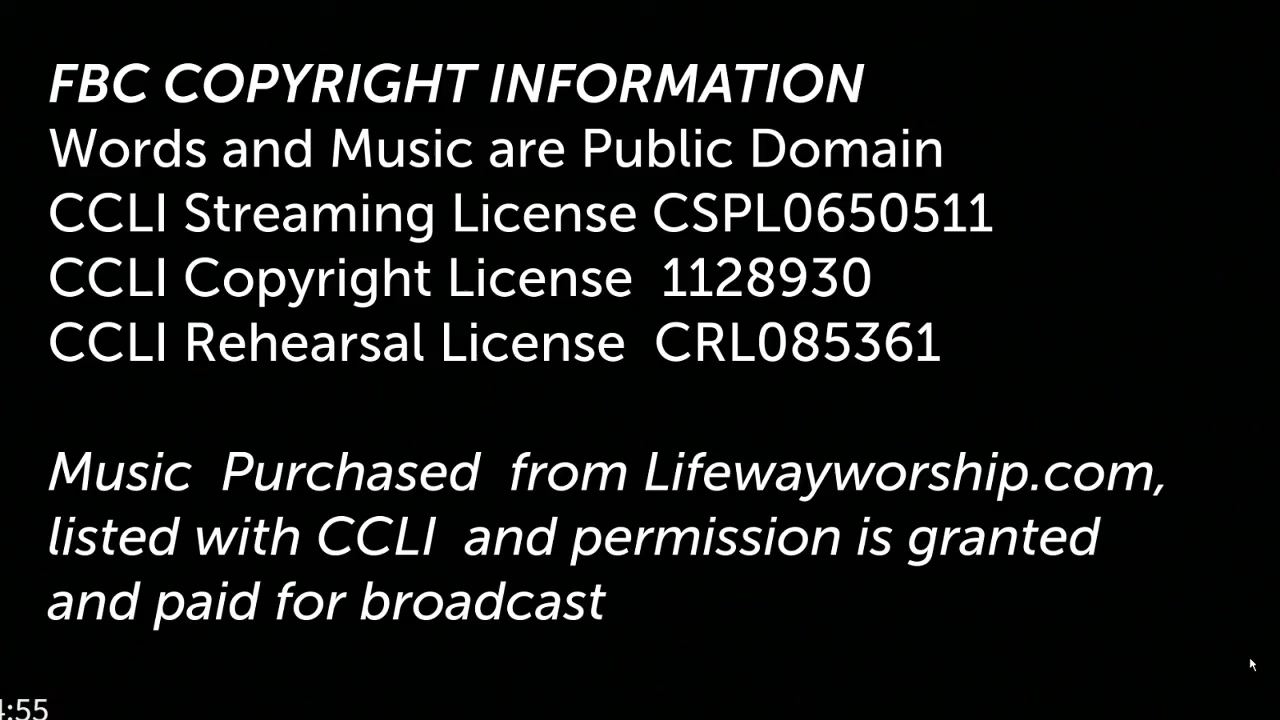 FBC COPYRIGHT INFORMATION
Words and Music are Public Domain
CCLI Streaming License CSPL0650511
CCLI Copyright License 1128930
CCLI Rehearsal License CRL085361
Music Purchased from Lifewayworship.com,
listed with CCLI and permission is granted
and paid for broadcast
:55